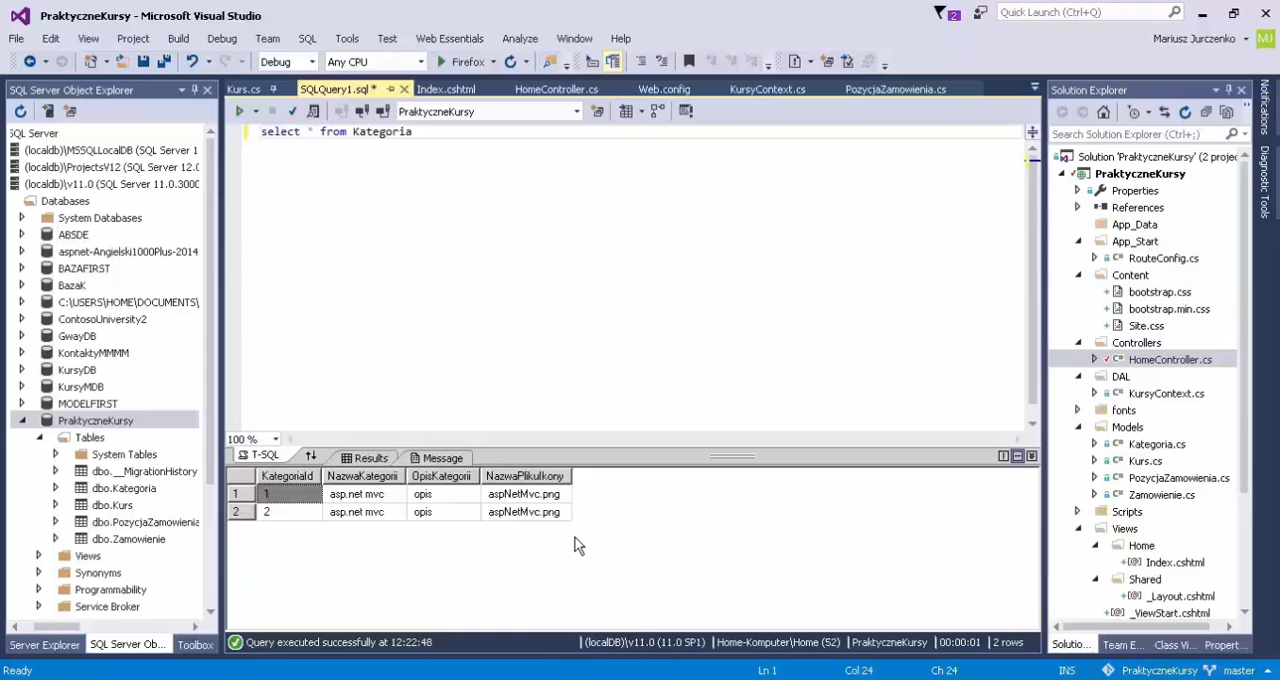 PraktyczneKursy - Microsoft Visual Studio
2
Quick Launch (Ctrl+Q)
File Edit View Project Build Debug Team SQL Tools Test Web Essentials Analyze Window Help
Mariusz Jurczenko MJ
Debug Any CPU Firefox
SQL Server Object Explorer
Kurs.cs SQLQuery1.sql * Index.cshtml HomeController.cs Web.config KursyContext.cs PozycjaZamowienia.cs
Solution Explorer
PraktyczneKursy
select * from Kategoria
SQL Server
(localdb)\MSSQLLocalDB (SQL Server 1
(localdb)\ProjectsV12 (SQL Server 12.0
(localdb)\v11.0 (SQL Server 11.0.3000
Databases
System Databases
ABSDE
aspnet-Angielski1000Plus-2014
BAZAFIRST
BazaK
C:\USERS\HOME\DOCUMENTS\
ContosoUniversity2
GwayDB
KontaktyMMMM
KursyDB
KursyMDB
MODELFIRST
PraktyczneKursy
Tables
System Tables
dbo.__MigrationHistory
dbo.Kategoria
dbo.Kurs
dbo.PozycjaZamowienia
dbo.Zamowienie
Views
Synonyms
Programmability
Service Broker
Server Explorer SQL Server Ob... Toolbox
100 %
T-SQL Results Message
KategoriaId NazwaKategorii OpisKategorii NazwaPlikuIkony
1 1 asp.net mvc opis aspNetMvc.png
2 2 asp.net mvc opis aspNetMvc.png
Query executed successfully at 12:22:48
(localDB)\v11.0 (11.0 SP1) Home-Komputer\Home (52) PraktyczneKursy 00:00:01 2 rows
Search Solution Explorer (Ctrl+;)
Solution 'PraktyczneKursy' (2 projec
PraktyczneKursy
Properties
References
App_Data
App_Start
RouteConfig.cs
Content
bootstrap.css
bootstrap.min.css
Site.css
Controllers
HomeController.cs
DAL
KursyContext.cs
fonts
Models
Kategoria.cs
Kurs.cs
PozycjaZamowienia.cs
Zamowienie.cs
Scripts
Views
Home
Index.cshtml
Shared
_Layout.cshtml
_ViewStart.cshtml
Solutio... Team E... Class Vi... Propert...
Notifications
Diagnostic Tools
Ready Ln 1 Col 24 Ch 24 INS PraktyczneKursy master